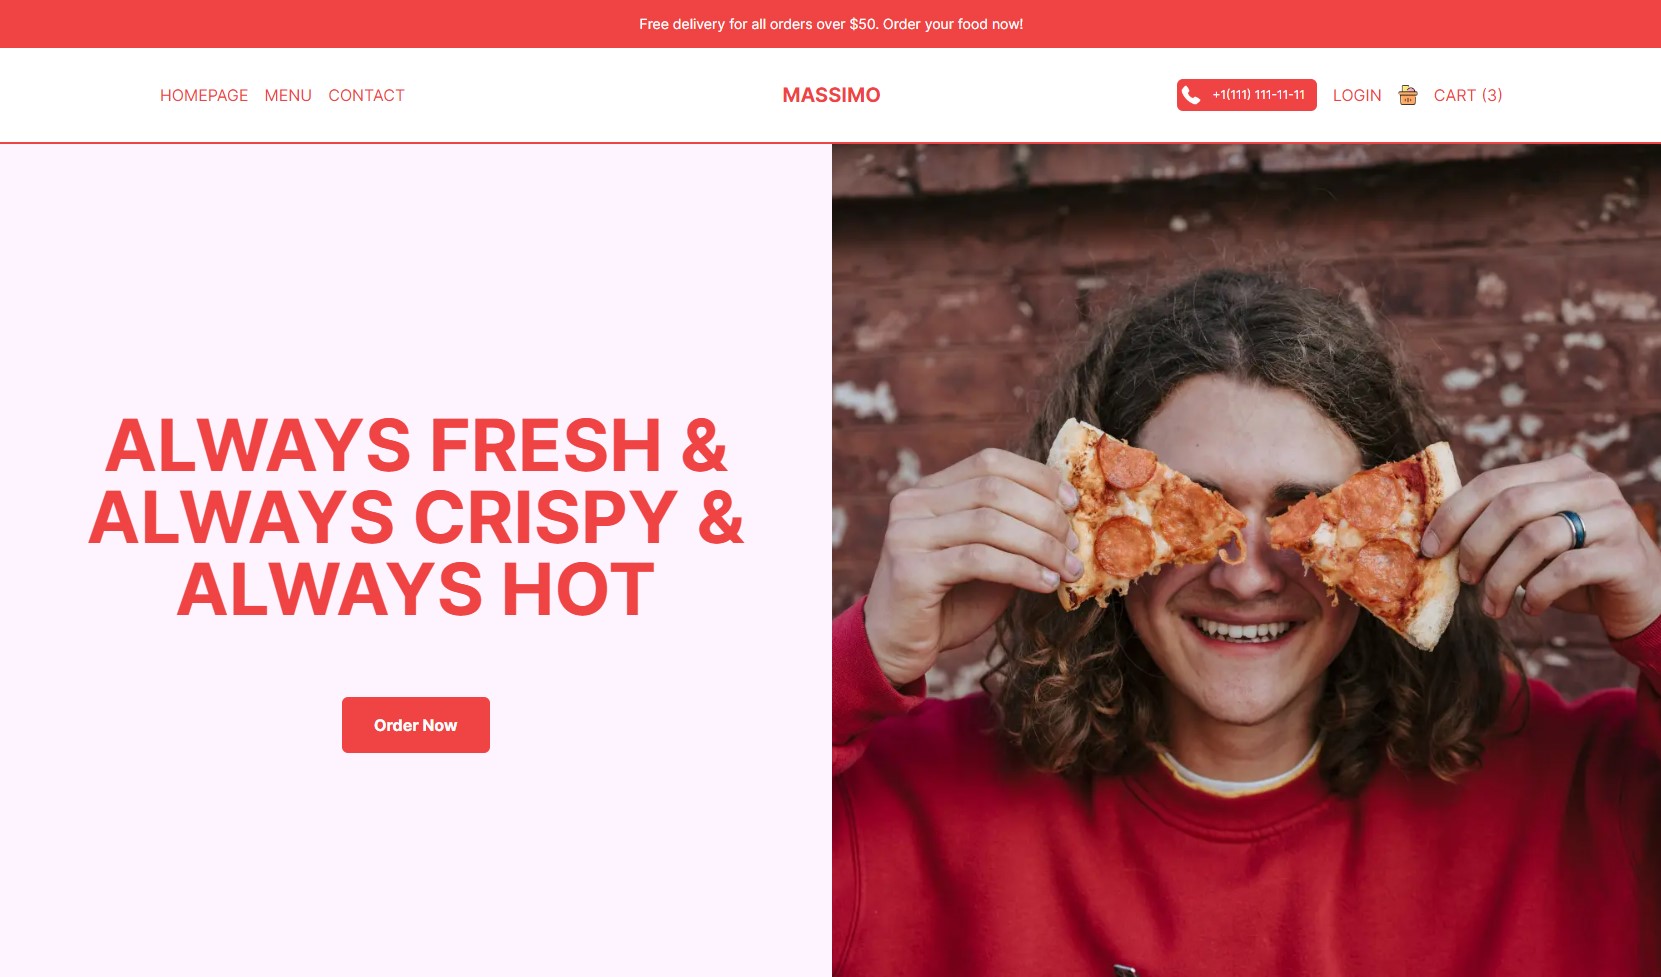 Free delivery for all orders over $50. Order your food now!
HOMEPAGE MENU CONTACT
MASSIMO
+1(111) 111-11-11 LOGIN CART (3)
ALWAYS FRESH &
ALWAYS CRISPY &
ALWAYS HOT
Order Now